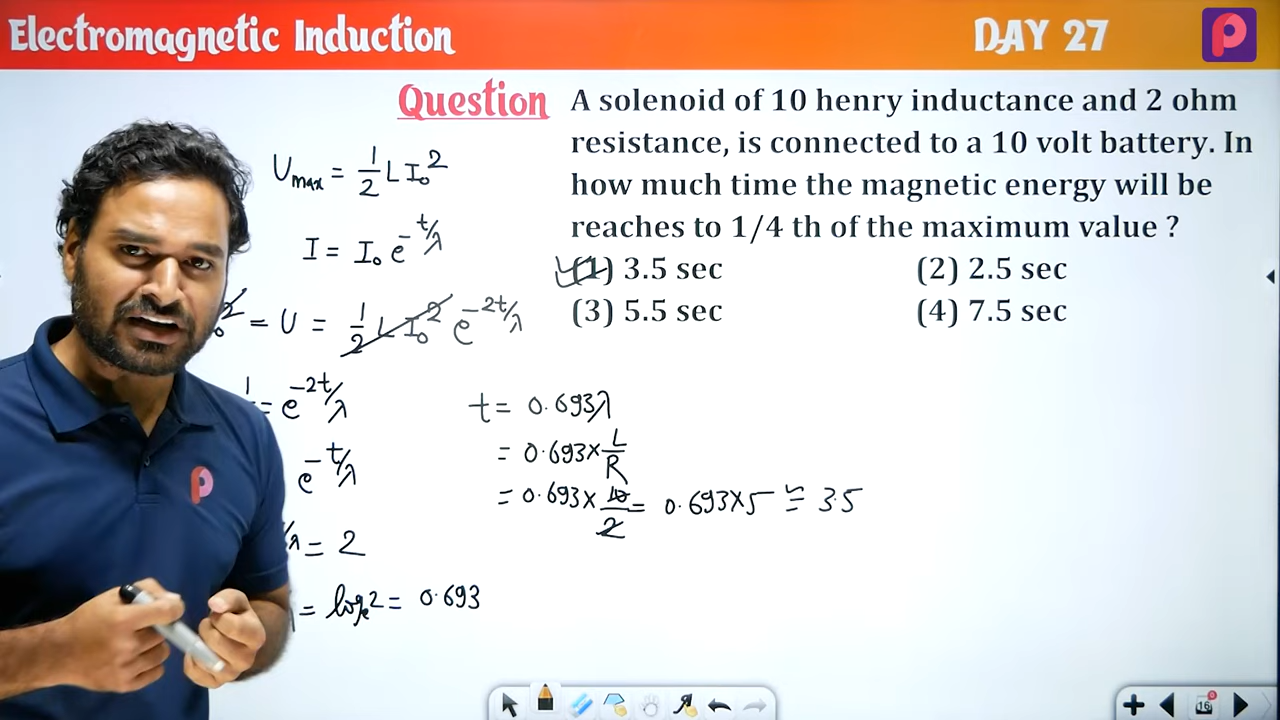 Electromagnetic Induction
DAY 27
Question
A solenoid of 10 henry inductance and 2 ohm
resistance, is connected to a 10 volt battery. In
how much time the magnetic energy will be
reaches to 1/4 th of the maximum value ?
(1) 3.5 sec
(2) 2.5 sec
(3) 5.5 sec
(4) 7.5 sec
Umax = 1/2 L I₀²
I = I₀ e^-t/λ
= U = 1/2 L I₀² e^-2t/λ
= e^-2t/λ
e^-t/λ
= 2
= logₑ2 = 0.693
t = 0.693λ
= 0.693 × L/R
= 0.693 × 10/2 = 0.693×5 ≃ 3.5
16